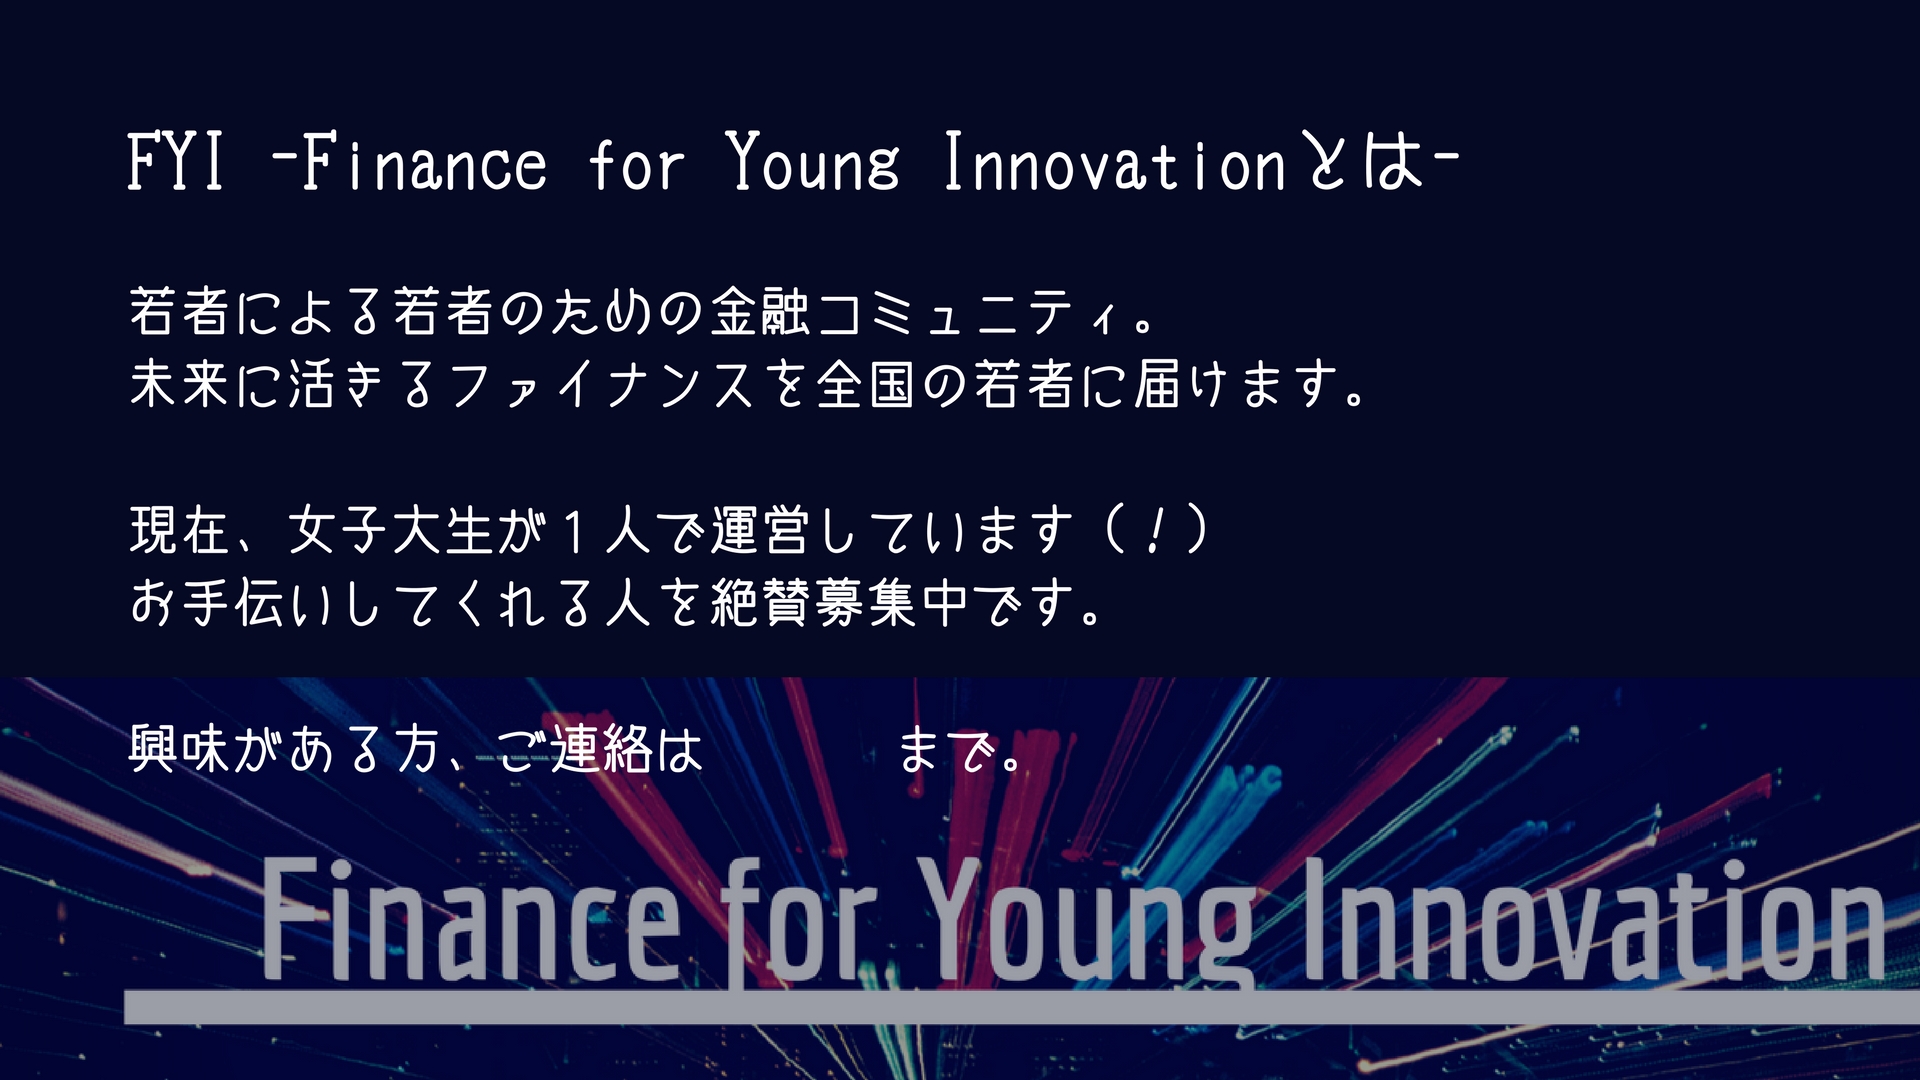 FYI -Finance for Young Innovationとは-
若者による若者のための金融コミュニティ。
未来に活きるファイナンスを全国の若者に届けます。
現在、女子大生が１人で運営しています（！）
お手伝いしてくれる人を絶賛募集中です。
興味がある方、ご連絡は まで。
Finance for Young Innovation